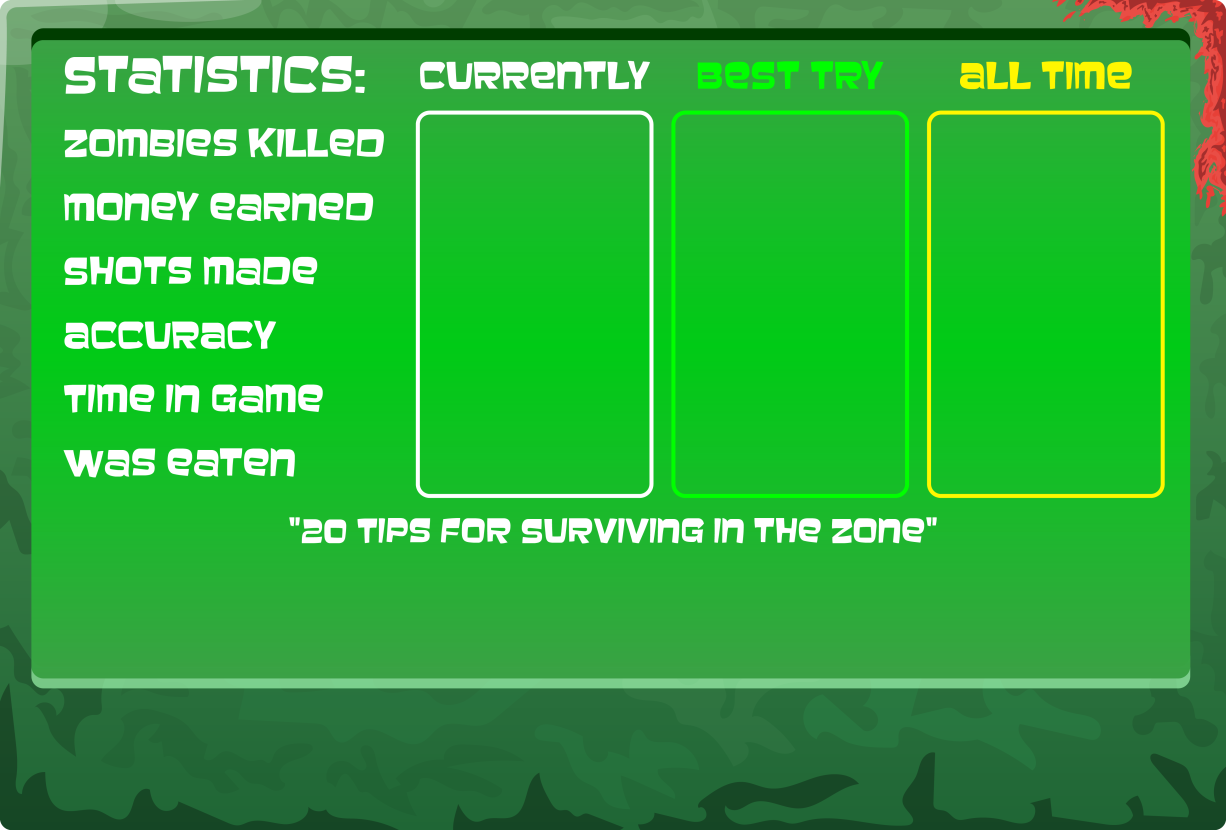 STATISTICS: CURRENTLY BEST TRY ALL TIME
ZOMBIES KILLED
MONEY EARNED
SHOTS MADE
ACCURACY
TIME IN GAME
WAS EATEN
"20 TIPS FOR SURVIVING IN THE ZONE"